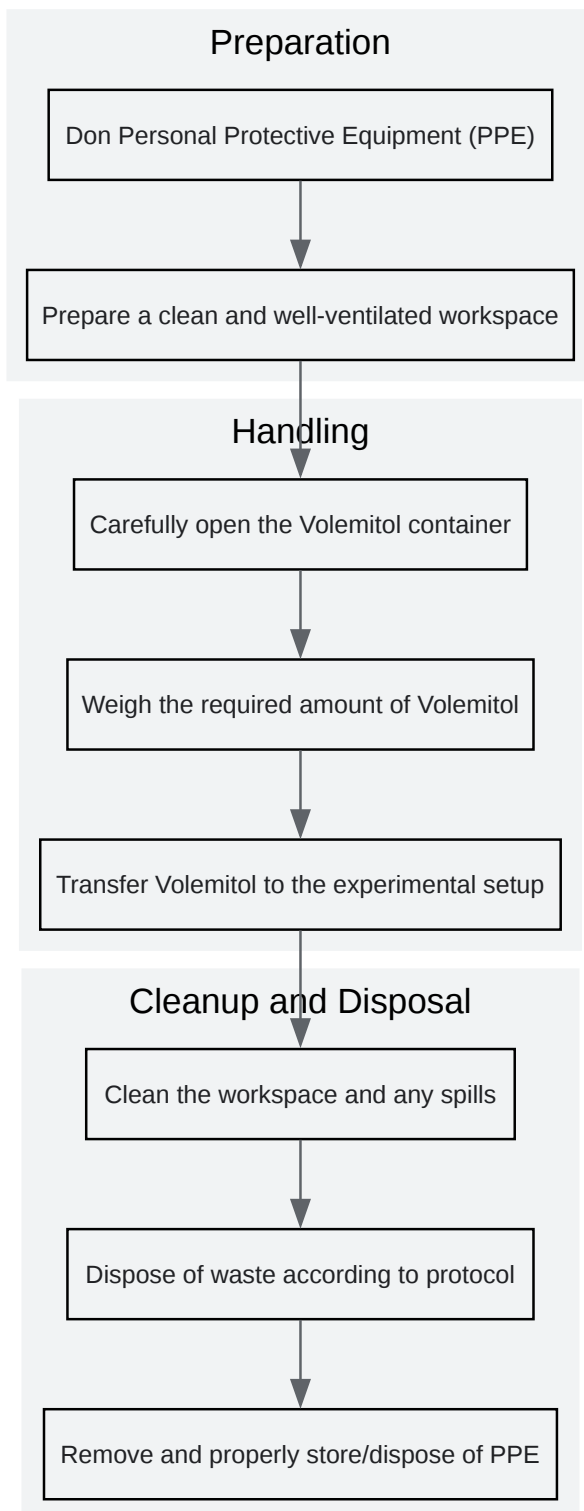 Preparation
Don Personal Protective Equipment (PPE)
Prepare a clean and well-ventilated workspace
Handling
Carefully open the Volemitol container
Weigh the required amount of Volemitol
Transfer Volemitol to the experimental setup
Cleanup and Disposal
Clean the workspace and any spills
Dispose of waste according to protocol
Remove and properly store/dispose of PPE